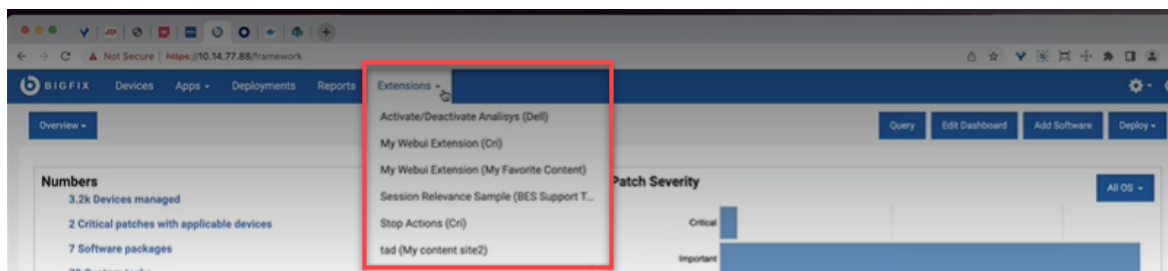 Not Secure | https://10.14.77.88/framework
BIGFIX Devices Apps Deployments Reports Extensions
Overview Query Edit Dashboard Add Software Deploy
Activate/Deactivate Analisys (Dell)
My Webui Extension (Cri)
My Webui Extension (My Favorite Content)
Session Relevance Sample (BES Support T...
Stop Actions (Cri)
tad (My content site2)
Numbers
3.2k Devices managed
2 Critical patches with applicable devices
7 Software packages
Patch Severity
All OS
Critical
Important